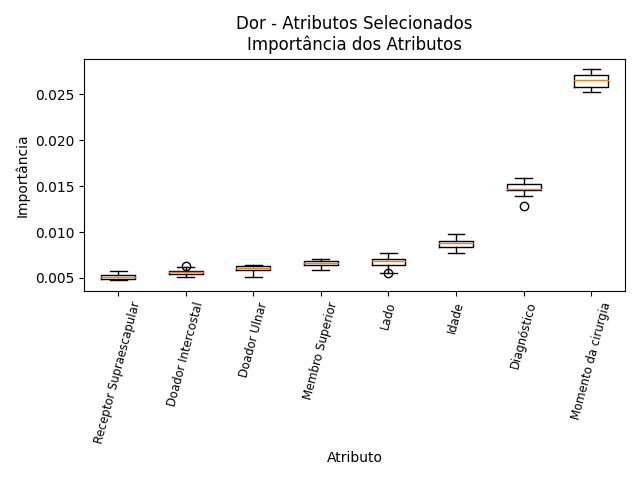 Dor - Atributos Selecionados
Importância dos Atributos
Importância
0.025
0.020
0.015
0.010
0.005
Receptor Supraescapular
Doador Intercostal
Doador Ulnar
Membro Superior
Lado
Idade
Diagnóstico
Momento da cirurgia
Atributo